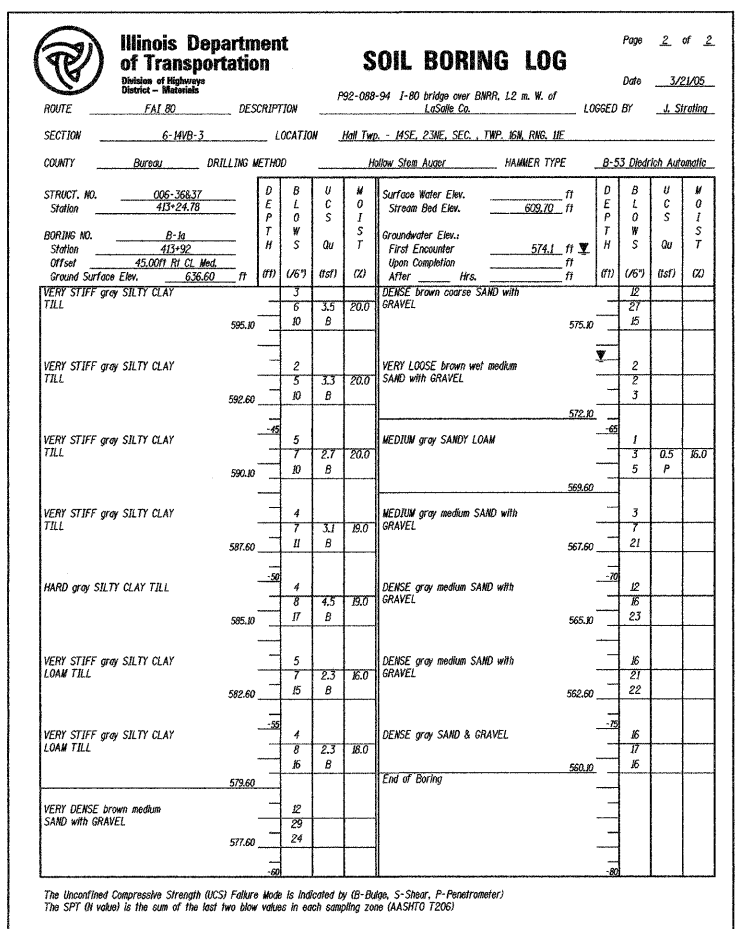 Illinois Department
of Transportation
Division of Highways
District - Materials
SOIL BORING LOG
Page 2 of 2
Date 3/21/05
P92-088-94 I-80 bridge over BNRR, 1.2 m. W. of
ROUTE FAI 80 DESCRIPTION LaSalle Co. LOGGED BY J. Strating
SECTION 6-14VB-3 LOCATION Hall Twp. - 14SE, 23NE, SEC. , TWP. 16N, RNG. 11E
COUNTY Bureau DRILLING METHOD Hollow Stem Auger HAMMER TYPE B-53 Diedrich Automatic
STRUCT. NO. 006-36&37
Station 413+24.78
BORING NO. B-1a
Station 413+92
Offset 45.00ft Rt CL Med.
Ground Surface Elev. 636.60 ft
DEPTH (ft)
BLOWS (/6")
UCS Qu (tsf)
MOIST (%)
Surface Water Elev. ft
Stream Bed Elev. 609.70 ft
Groundwater Elev.:
First Encounter 574.1 ft
Upon Completion ft
After Hrs. ft
DEPTH (ft)
BLOWS (/6")
UCS Qu (tsf)
MOIST (%)
VERY STIFF gray SILTY CLAY 3
TILL 6 3.5 20.0
595.10 10 B
VERY STIFF gray SILTY CLAY 2
TILL 5 3.3 20.0
592.60 10 B
-45
VERY STIFF gray SILTY CLAY 5
TILL 7 2.7 20.0
590.10 10 B
VERY STIFF gray SILTY CLAY 4
TILL 7 3.1 19.0
587.60 11 B
-50
HARD gray SILTY CLAY TILL 4
8 4.5 19.0
585.10 17 B
VERY STIFF gray SILTY CLAY 5
LOAM TILL 7 2.3 16.0
582.60 15 B
-55
VERY STIFF gray SILTY CLAY 4
LOAM TILL 8 2.3 18.0
16 B
579.60
VERY DENSE brown medium 12
SAND with GRAVEL 29
577.60 24
-60
DENSE brown coarse SAND with 12
GRAVEL 27
575.10 15
VERY LOOSE brown wet medium 2
SAND with GRAVEL 2
3
572.10
-65
MEDIUM gray SANDY LOAM 1
3 0.5 16.0
5 P
569.60
MEDIUM gray medium SAND with 3
GRAVEL 7
567.60 21
-70
DENSE gray medium SAND with 12
GRAVEL 16
565.10 23
DENSE gray medium SAND with 16
GRAVEL 21
562.60 22
-75
DENSE gray SAND & GRAVEL 16
17
560.10 16
End of Boring
-80
The Unconfined Compressive Strength (UCS) Failure Mode is indicated by (B-Bulge, S-Shear, P-Penetrometer)
The SPT (N value) is the sum of the last two blow values in each sampling zone (AASHTO T206)